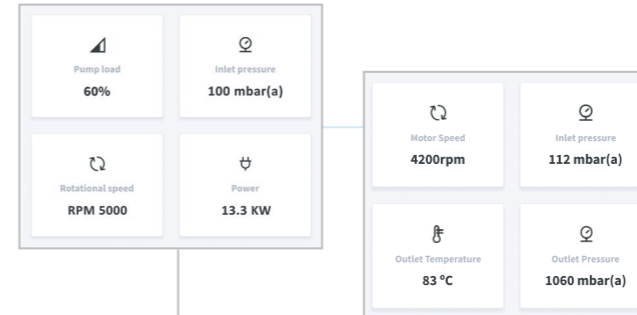 Pump load
60%
Inlet pressure
100 mbar(a)
Rotational speed
RPM 5000
Power
13.3 KW
Motor Speed
4200rpm
Inlet pressure
112 mbar(a)
Outlet Temperature
83 °C
Outlet Pressure
1060 mbar(a)